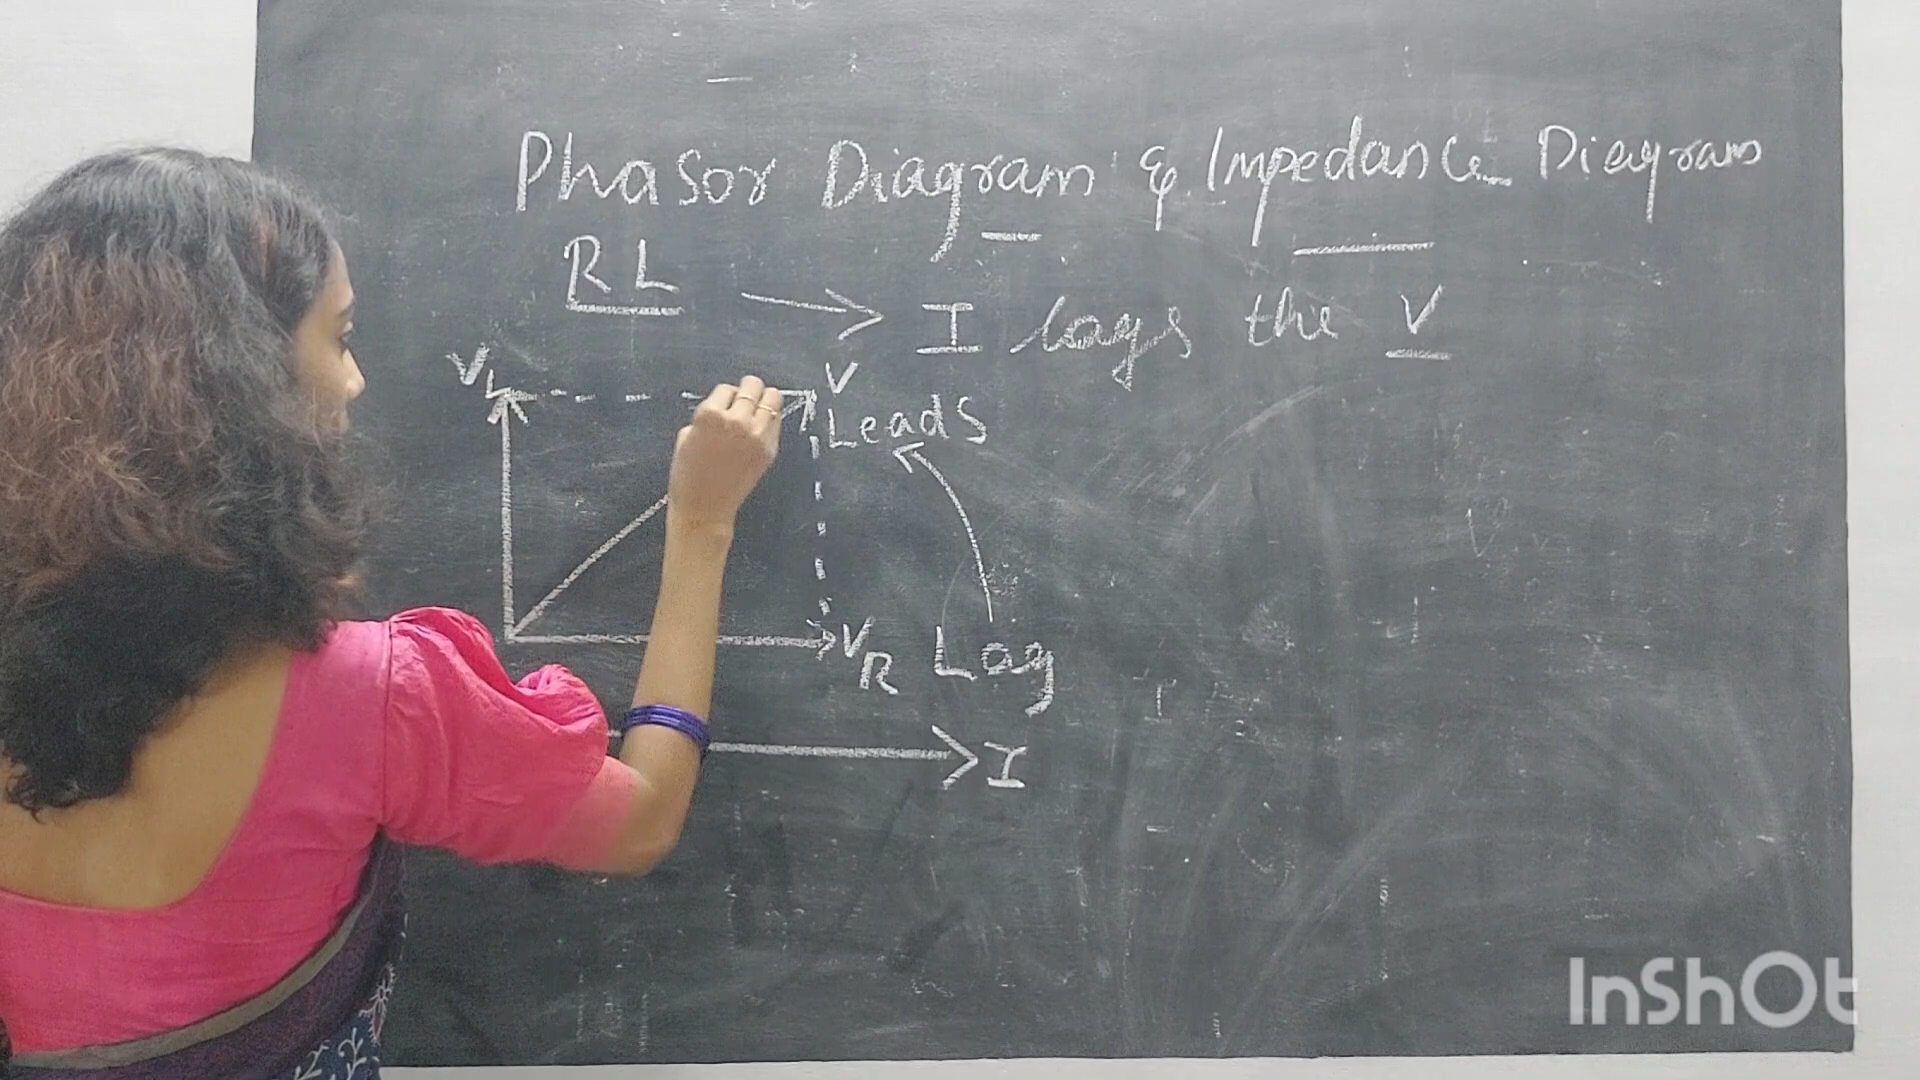 Phasor Diagram & Impedance Diagram
RL → I lags the V
VL V
Leads
VR Lag
I
InShOt